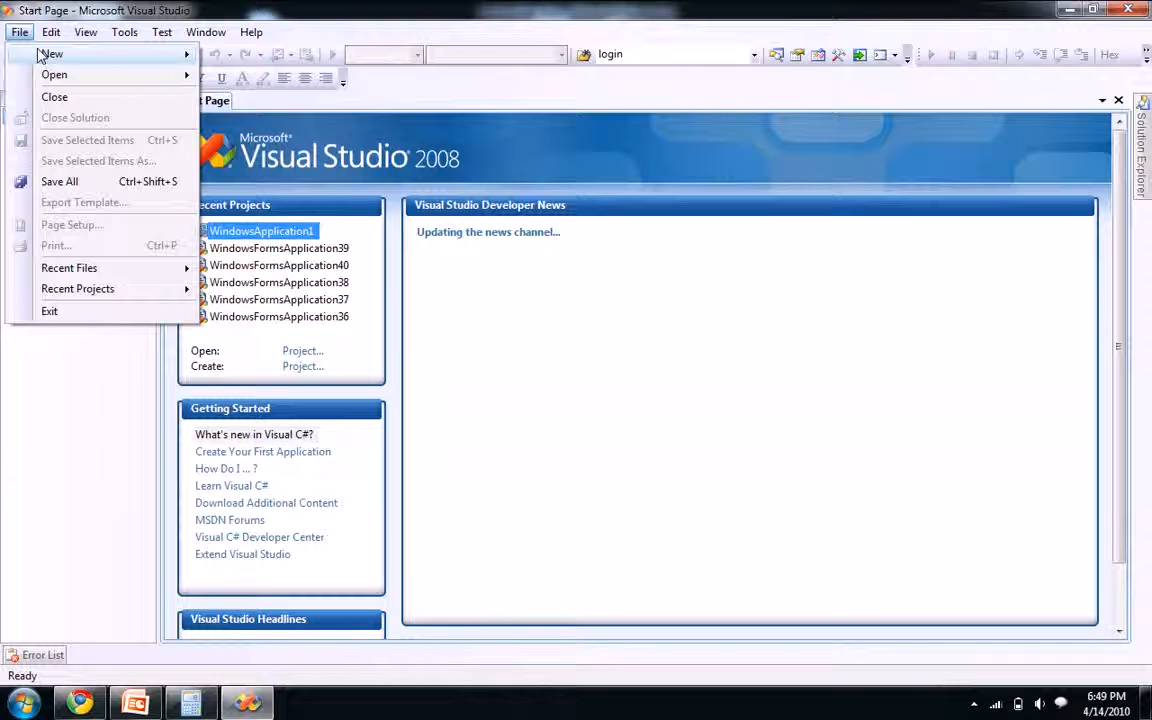 Start Page - Microsoft Visual Studio
File Edit View Tools Test Window Help
New
login
Hex
Open
Close
Close Solution
Save Selected Items Ctrl+S
Save Selected Items As...
Save All Ctrl+Shift+S
Export Template...
Page Setup...
Print... Ctrl+P
Recent Files
Recent Projects
Exit
Page
Solution Explorer
Microsoft
Visual Studio 2008
ecent Projects
WindowsApplication1
WindowsFormsApplication39
WindowsFormsApplication40
WindowsFormsApplication38
WindowsFormsApplication37
WindowsFormsApplication36
Open: Project...
Create: Project...
Visual Studio Developer News
Updating the news channel...
Getting Started
What's new in Visual C#?
Create Your First Application
How Do I ... ?
Learn Visual C#
Download Additional Content
MSDN Forums
Visual C# Developer Center
Extend Visual Studio
Visual Studio Headlines
Error List
Ready
6:49 PM
4/14/2010